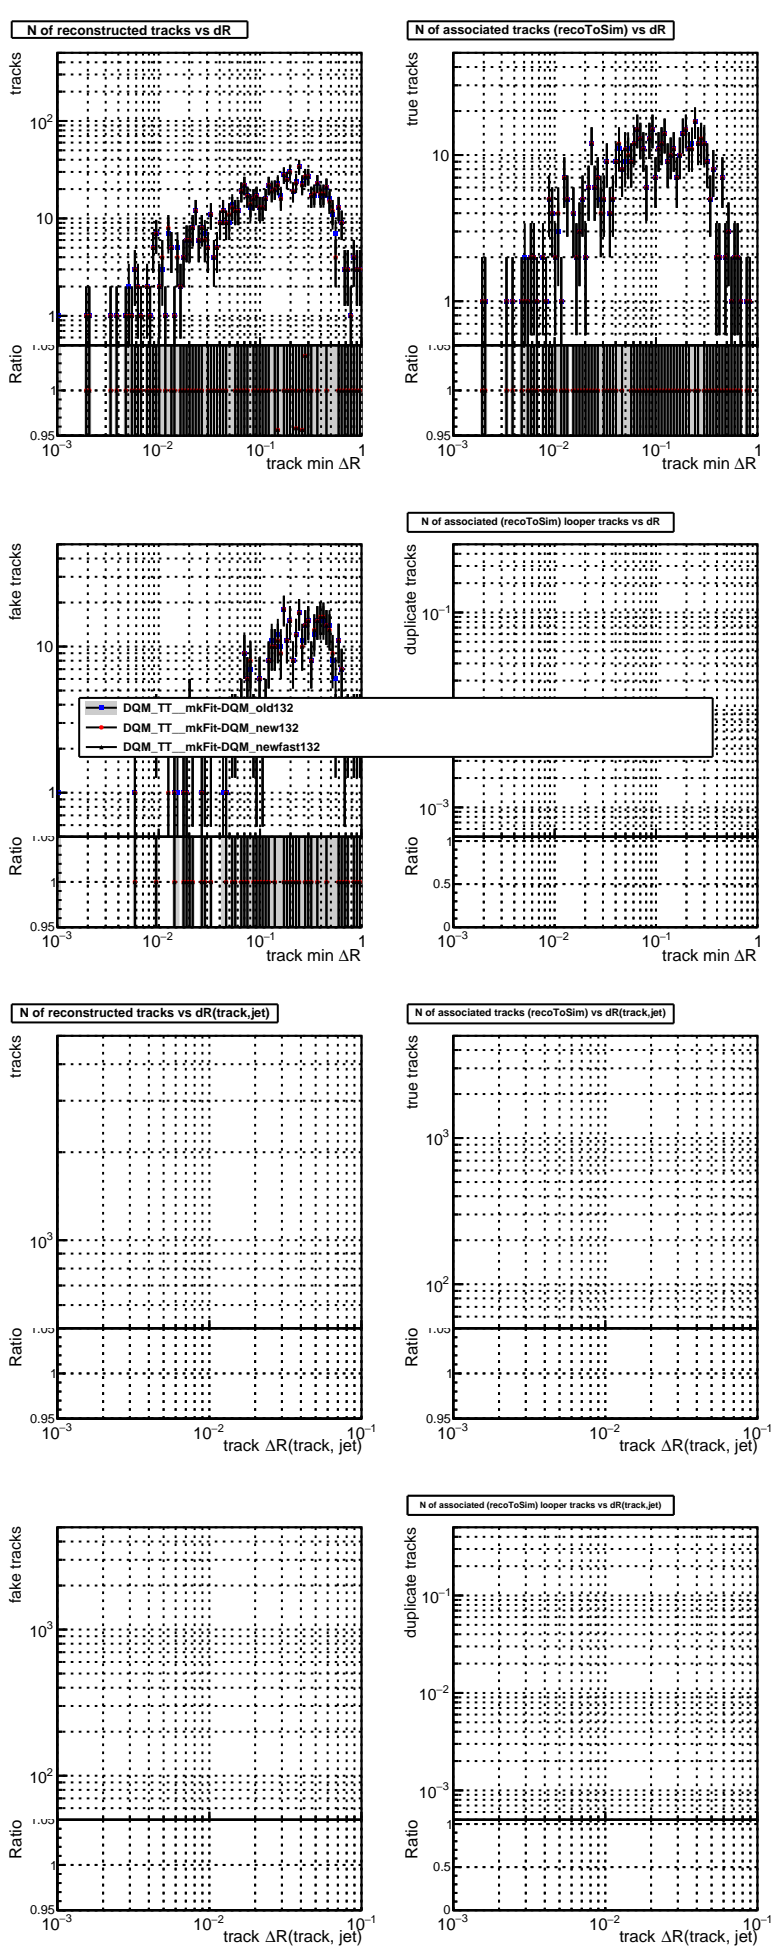 N of reconstructed tracks vs dR
tracks
10²
10
1
Ratio
1.05
1
0.95
10⁻³
10⁻²
10⁻¹
1
track min ΔR
N of associated tracks (recoToSim) vs dR
true tracks
10
1
Ratio
1.05
1
0.95
10⁻³
10⁻²
10⁻¹
1
track min ΔR
fake tracks
10
1
Ratio
1.05
1
0.95
10⁻³
10⁻²
10⁻¹
1
track min ΔR
N of associated (recoToSim) looper tracks vs dR
duplicate tracks
10⁻¹
10⁻³
Ratio
1
0.5
0
10⁻³
10⁻²
10⁻¹
1
track min ΔR
DQM_TT__mkFit-DQM_old132
DQM_TT__mkFit-DQM_new132
DQM_TT__mkFit-DQM_newfast132
N of reconstructed tracks vs dR(track,jet)
tracks
10³
Ratio
1.05
1
0.95
10⁻³
10⁻²
10⁻¹
track ΔR(track, jet)
N of associated tracks (recoToSim) vs dR(track,jet)
true tracks
10³
10²
Ratio
1.05
1
0.95
10⁻³
10⁻²
10⁻¹
track ΔR(track, jet)
fake tracks
10³
10²
Ratio
1.05
1
0.95
10⁻³
10⁻²
10⁻¹
track ΔR(track, jet)
N of associated (recoToSim) looper tracks vs dR(track,jet)
duplicate tracks
10⁻¹
10⁻²
10⁻³
Ratio
1
0.5
0
10⁻³
10⁻²
10⁻¹
track ΔR(track, jet)